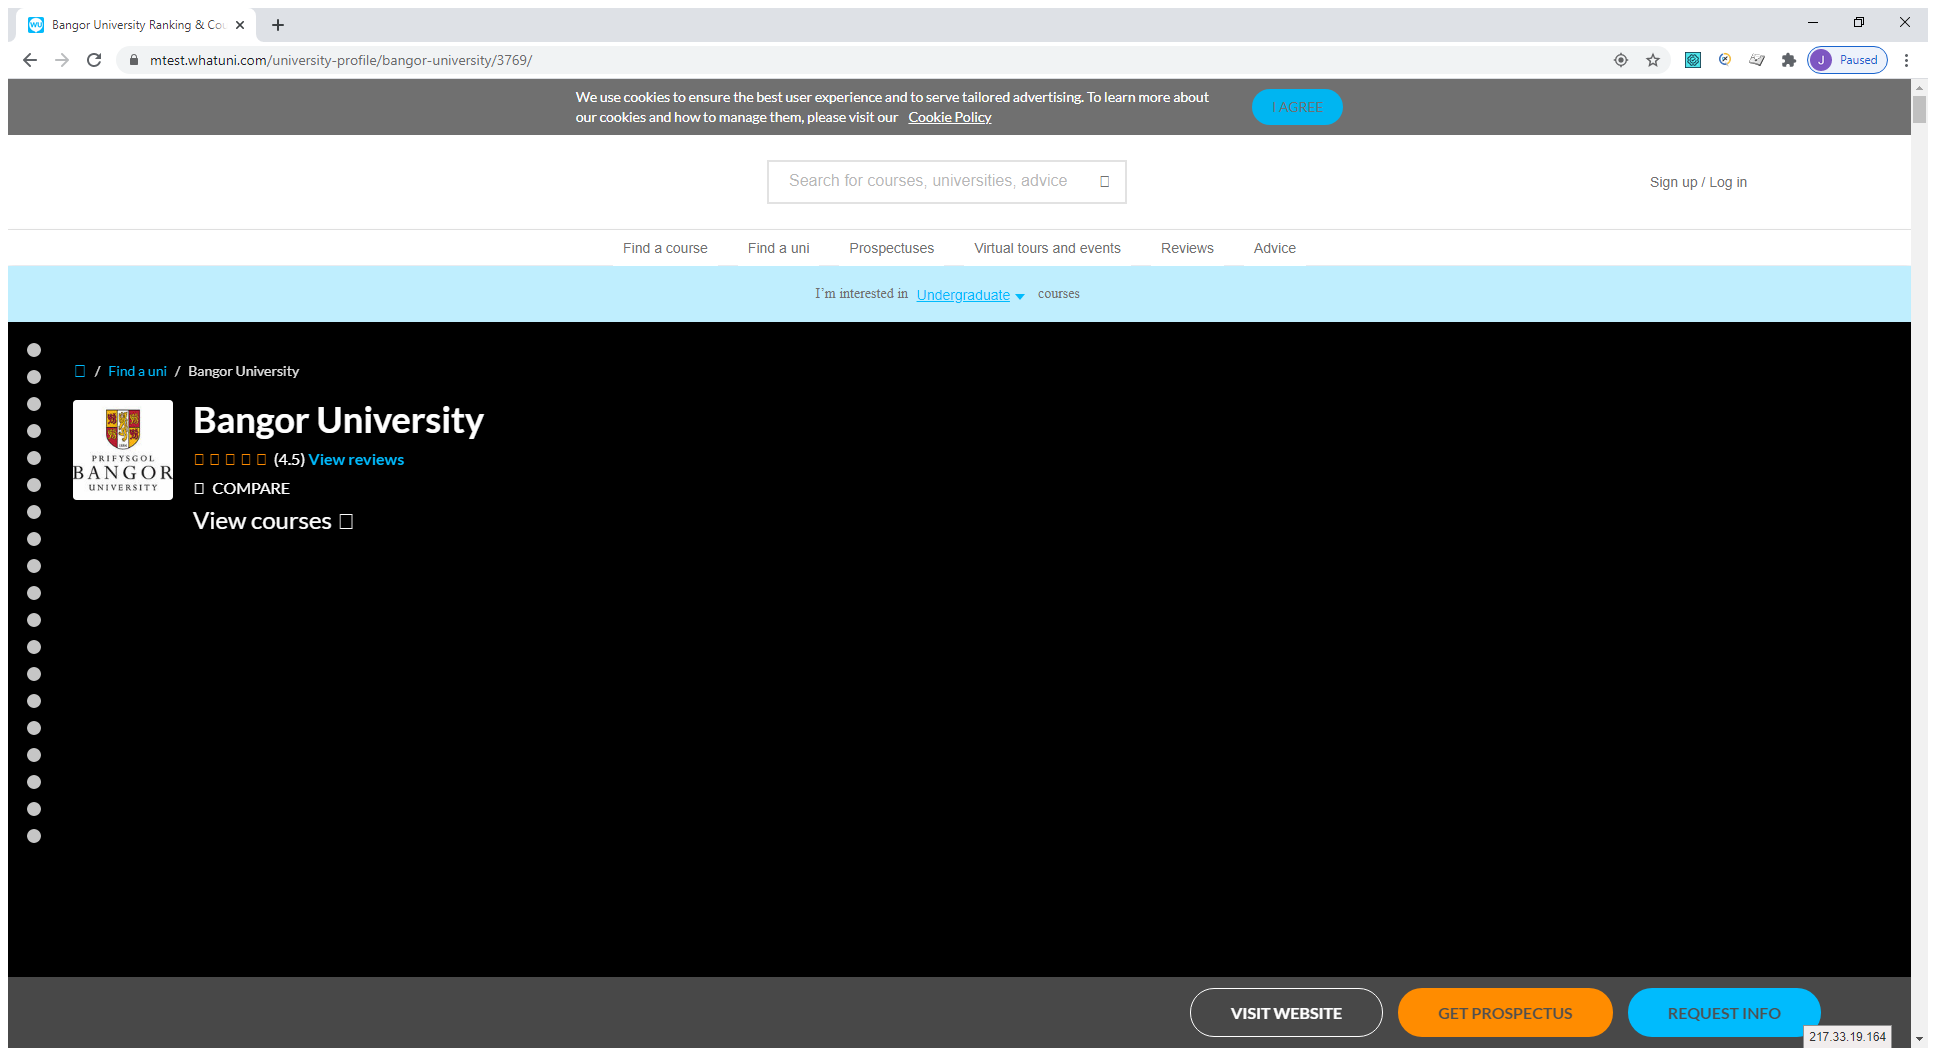 Bangor University Ranking & Cou
mtest.whatuni.com/university-profile/bangor-university/3769/
J Paused
We use cookies to ensure the best user experience and to serve tailored advertising. To learn more about
our cookies and how to manage them, please visit our Cookie Policy
I AGREE
Search for courses, universities, advice
Sign up / Log in
Find a course Find a uni Prospectuses Virtual tours and events Reviews Advice
I'm interested in Undergraduate courses
/ Find a uni / Bangor University
PRIFYSGOL
BANGOR
UNIVERSITY
Bangor University
(4.5) View reviews
COMPARE
View courses
VISIT WEBSITE GET PROSPECTUS REQUEST INFO
217.33.19.164